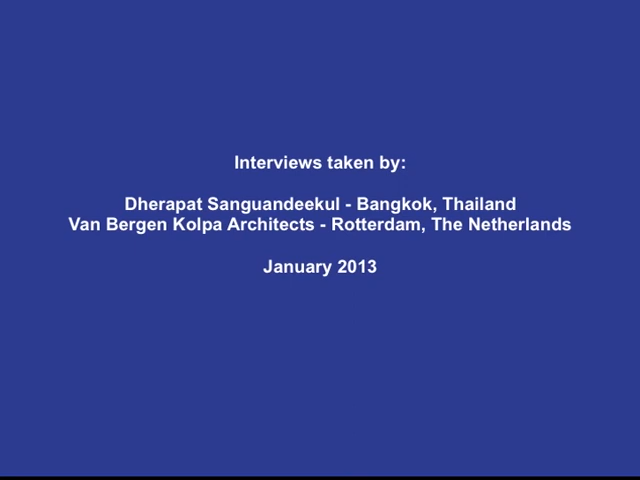 Interviews taken by:
Dherapat Sanguandeekul - Bangkok, Thailand
Van Bergen Kolpa Architects - Rotterdam, The Netherlands
January 2013